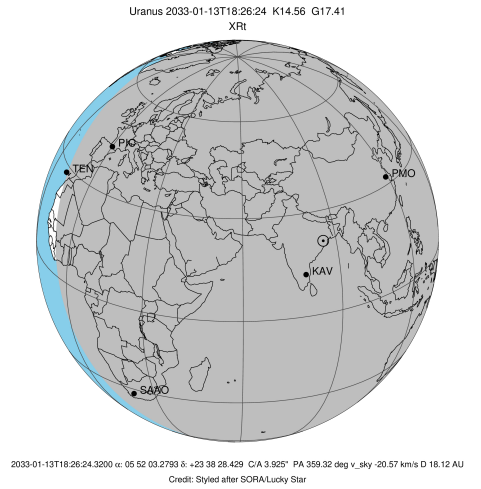 Uranus 2033-01-13T18:26:24 K14.56 G17.41
XRt
PIC
TEN
PMO
KAV
SAAO
2033-01-13T18:26:24.3200 α: 05 52 03.2793 δ: +23 38 28.429 C/A 3.925" PA 359.32 deg v_sky -20.57 km/s D 18.12 AU
Credit: Styled after SORA/Lucky Star